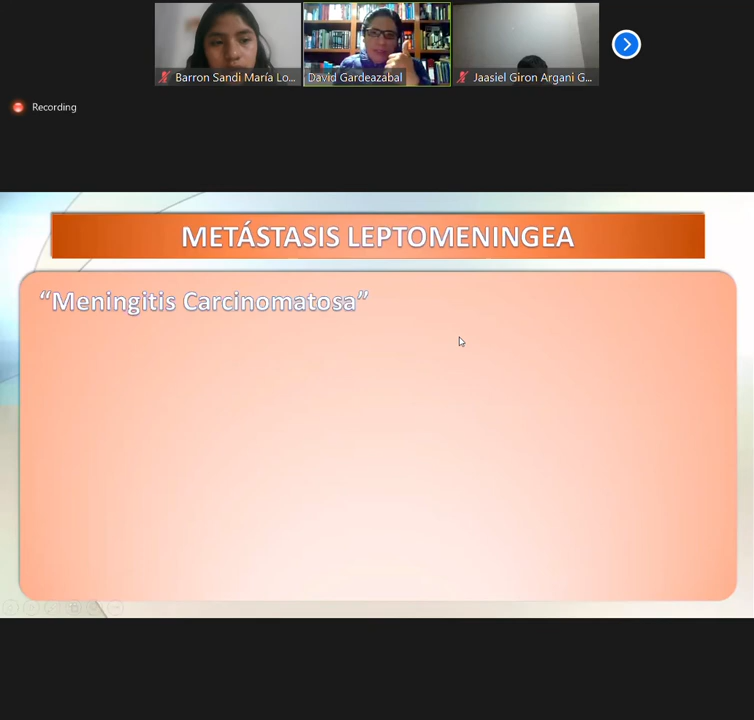 Barron Sandi María Lo...
David Gardeazabal
Jaasiel Giron Argani G...
Recording
METÁSTASIS LEPTOMENINGEA
“Meningitis Carcinomatosa”